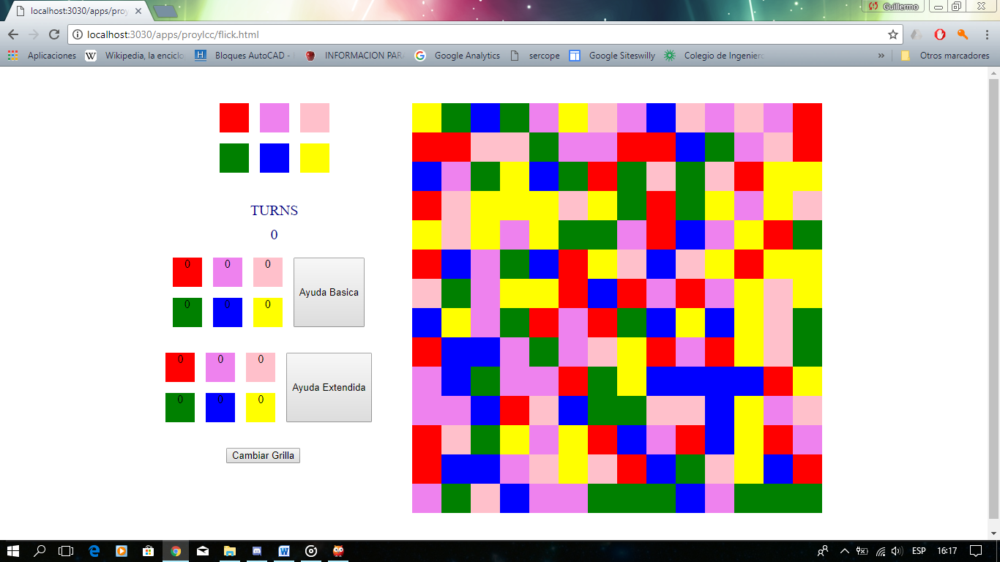 localhost:3030/apps/proy
Guillermo
localhost:3030/apps/proylcc/flick.html
Aplicaciones
Wikipedia, la enciclo
Bloques AutoCAD -
INFORMACION PAR
Google Analytics
sercope
Google Siteswilly
Colegio de Ingenier
»
Otros marcadores
TURNS
0
0 0 0
Ayuda Basica
0 0 0
0 0 0
Ayuda Extendida
0 0 0
Cambiar Grilla
ESP
16:17